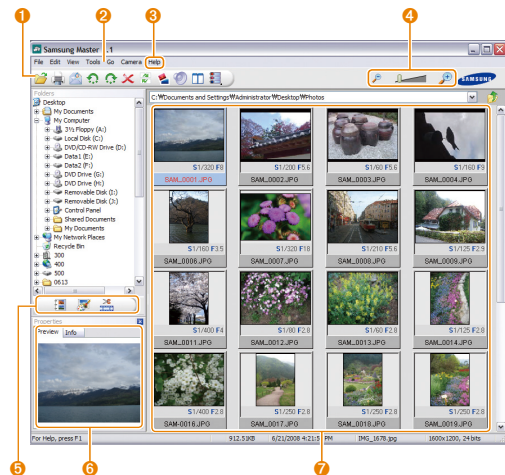 1 2 3 4
Samsung Master .1
File Edit View Tools Go Camera Help
SAMSUNG
Folders
C:₩Documents and Settings₩Administrator₩Desktop₩Photos
Desktop
My Documents
My Computer
3½ Floppy (A:)
Local Disk (C:)
DVD/CD-RW Drive (D:)
Data1 (E:)
Data2 (F:)
DVD Drive (G:)
DVD Drive (H:)
Removable Disk (I:)
Removable Disk (J:)
Control Panel
Shared Documents
My Documents
My Network Places
Recycle Bin
300
400
500
0613
S1/320 F8 S1/200 F5.6 S1/60 F5.6 S1/160 F9
SAM_0001.JPG SAM_0002.JPG SAM_0003.JPG SAM_0004.JPG
S1/160 F3.5 S1/320 F18 S1/210 F5.6 S1/125 F2.9
SAM_0006.JPG SAM_0007.JPG SAM_0008.JPG SAM_0009.JPG
S1/400 F4 S1/80 F2.8 S1/60 F2.8 S1/125 F2.8
SAM_0011.JPG SAM_0012.JPG SAM_0013.JPG SAM_0014.JPG
S1/400 F2.8 S1/250 F2.8 S1/250 F2.8 S1/250 F2.8
SAM-0016.JPG SAM_0017.JPG SAM_0018.JPG SAM_0019.JPG
Properties
Preview Info
For Help, press F1 912.51KB 6/21/2008 4:21:5 PM IMG_1678.jpg 1600x1200, 24 bits
5 6 7